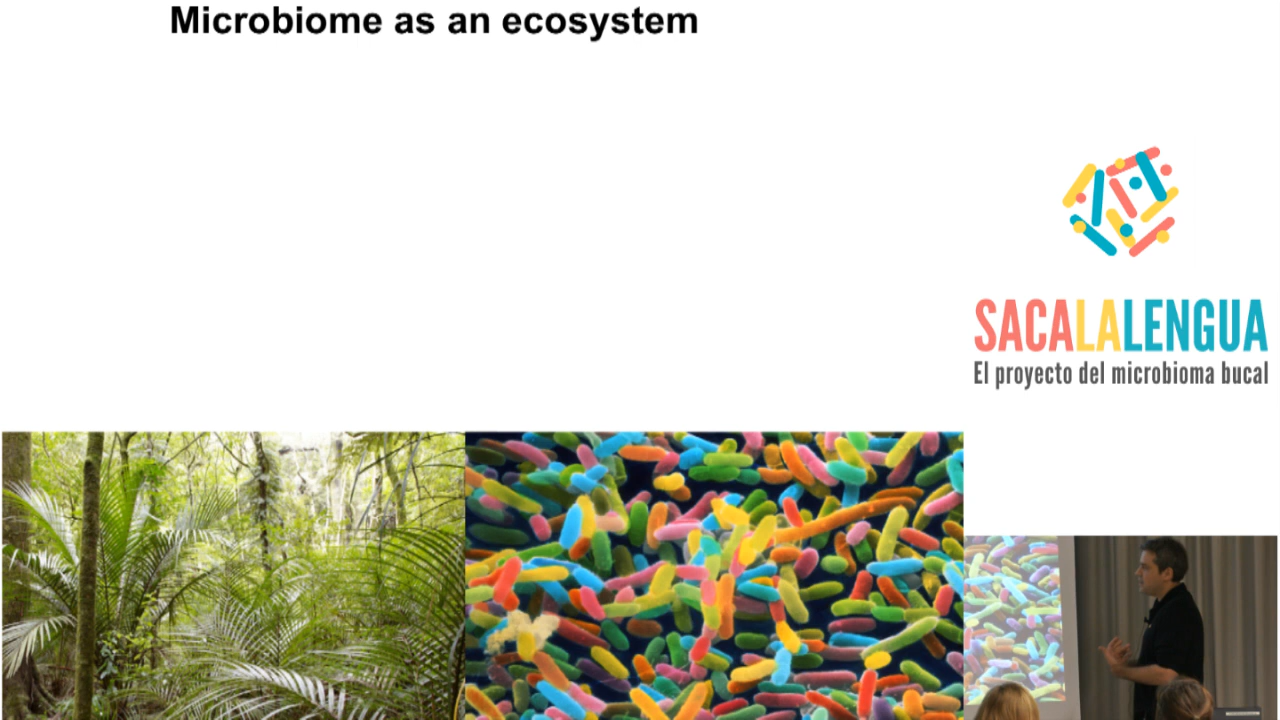 Microbiome as an ecosystem
SACALALENGUA
El proyecto del microbioma bucal